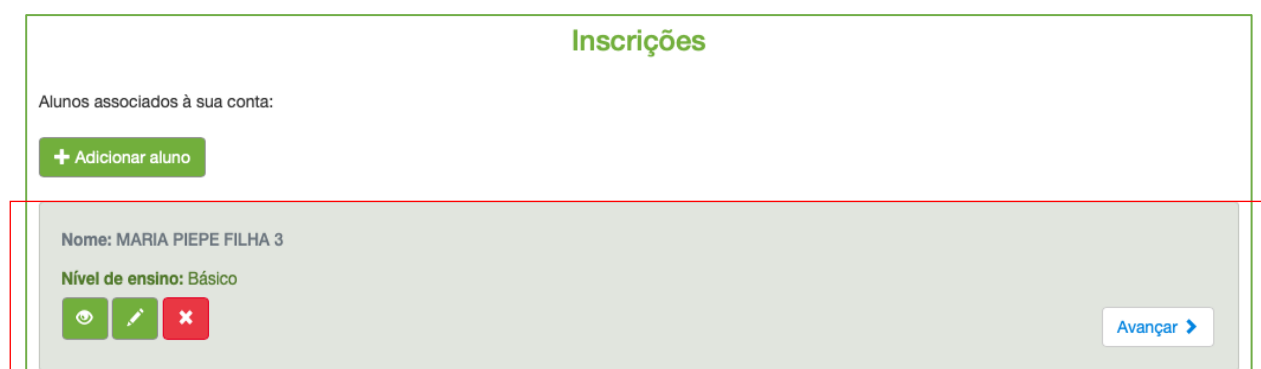 Inscrições
Alunos associados à sua conta:
Adicionar aluno
Nome: MARIA PIEPE FILHA 3
Nível de ensino: Básico
Avançar